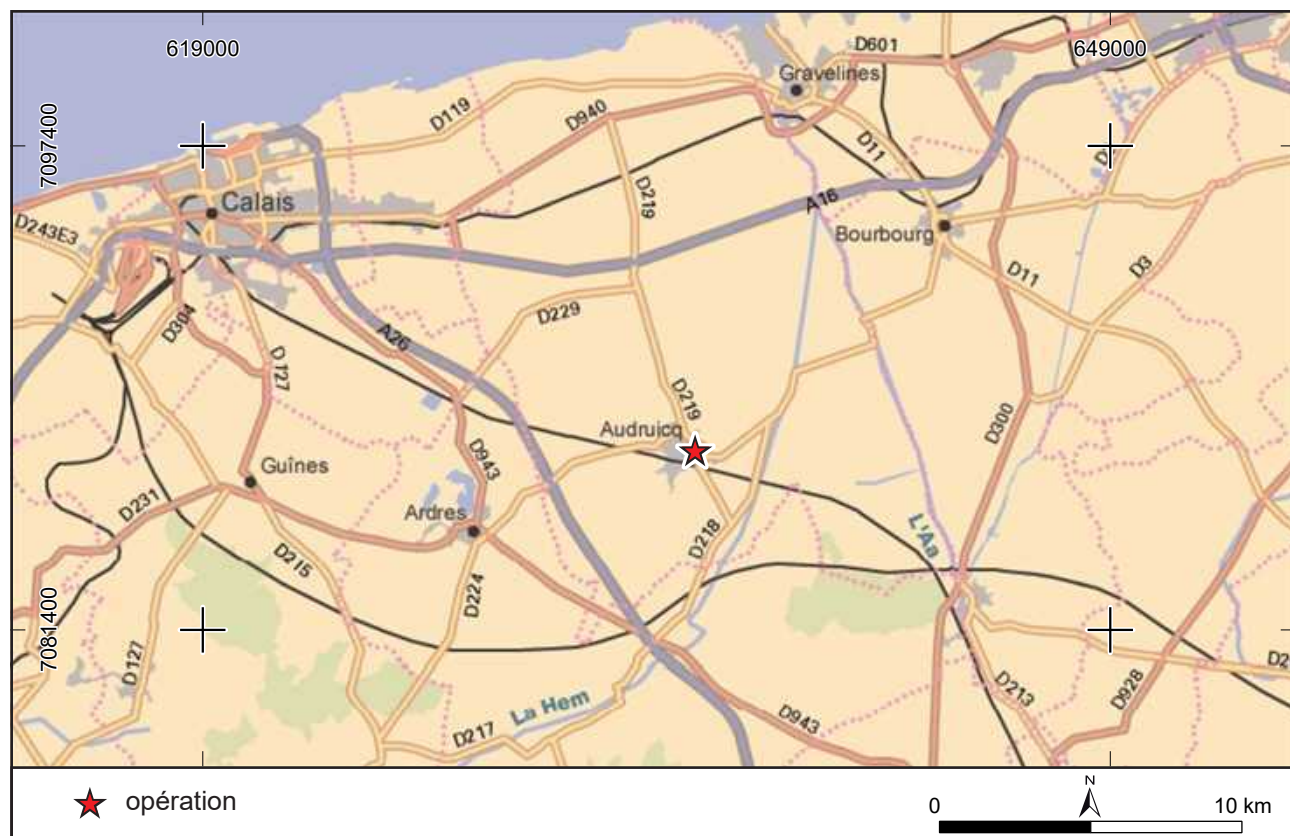 619000
649000
D601
Gravelines
7097400
D119
D940
D11
Calais
D219
A16
D243E3
Bourbourg
D11
D3
D304
D229
A26
D127
D219
Audruicq
D300
D943
Guînes
D231
Ardres
D218
L'Aa
D215
D224
7081400
D127
D213
D928
La Hem
D943
D217
opération
N
0
10 km